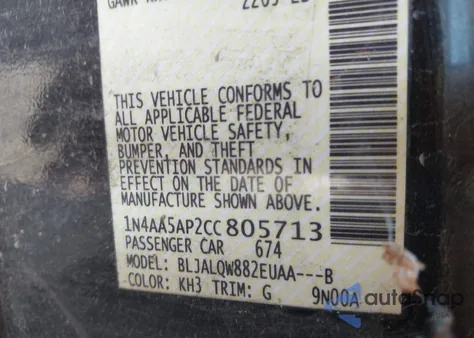 THIS VEHICLE CONFORMS TO
ALL APPLICABLE FEDERAL
MOTOR VEHICLE SAFETY,
BUMPER, AND THEFT
PREVENTION STANDARDS IN
EFFECT ON THE DATE OF
MANUFACTURE SHOWN ABOVE.
1N4AA5AP2CC805713
PASSENGER CAR 674
MODEL: BLJALQW882EUAA---B
COLOR: KH3 TRIM: G 9N00A
autoSnap